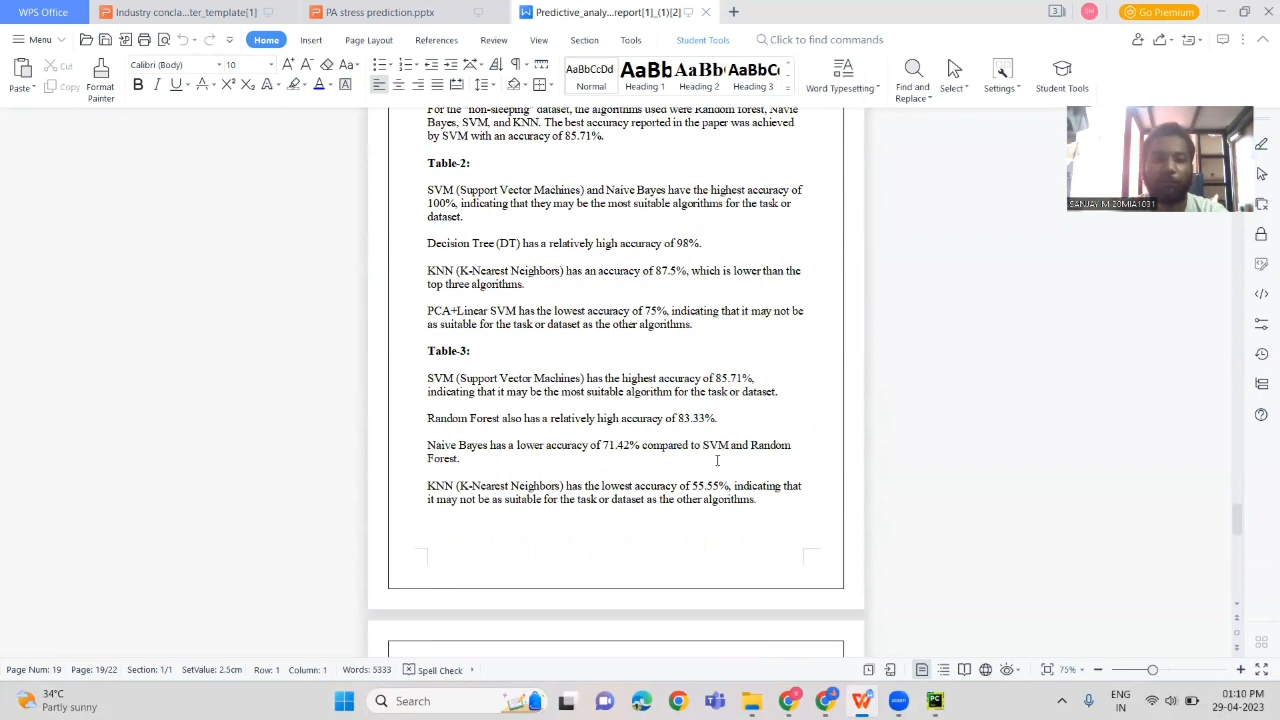 WPS Office
Industry concla...ter_template[1]
PA stress prediction.pptx
Predictive_analy...report[1]_(1)[2]
3
SM
Go Premium
Menu
Home
Insert
Page Layout
References
Review
View
Section
Tools
Student Tools
Click to find commands
Paste
Cut
Copy
Format Painter
Calibri (Body)
10
AaBbCcDd
Normal
AaBb
Heading 1
AaBbC
Heading 2
AaBbCc
Heading 3
Word Typesetting
Find and Replace
Select
Settings
Student Tools
For the "non-sleeping" dataset, the algorithms used were Random forest, Naive
Bayes, SVM, and KNN. The best accuracy reported in the paper was achieved
by SVM with an accuracy of 85.71%.
Table-2:
SVM (Support Vector Machines) and Naive Bayes have the highest accuracy of
100%, indicating that they may be the most suitable algorithms for the task or
dataset.
Decision Tree (DT) has a relatively high accuracy of 98%.
KNN (K-Nearest Neighbors) has an accuracy of 87.5%, which is lower than the
top three algorithms.
PCA+Linear SVM has the lowest accuracy of 75%, indicating that it may not be
as suitable for the task or dataset as the other algorithms.
Table-3:
SVM (Support Vector Machines) has the highest accuracy of 85.71%,
indicating that it may be the most suitable algorithm for the task or dataset.
Random Forest also has a relatively high accuracy of 83.33%.
Naive Bayes has a lower accuracy of 71.42% compared to SVM and Random
Forest.
KNN (K-Nearest Neighbors) has the lowest accuracy of 55.55%, indicating that
it may not be as suitable for the task or dataset as the other algorithms.
SANJAY M 20MIA1031
Page Num: 19
Page: 19/22
Section: 1/1
SetValue: 2.5cm
Row: 1
Column: 1
Words: 5333
Spell Check
75%
34°C
Partly sunny
Search
ENG
IN
01:10 PM
29-04-2023